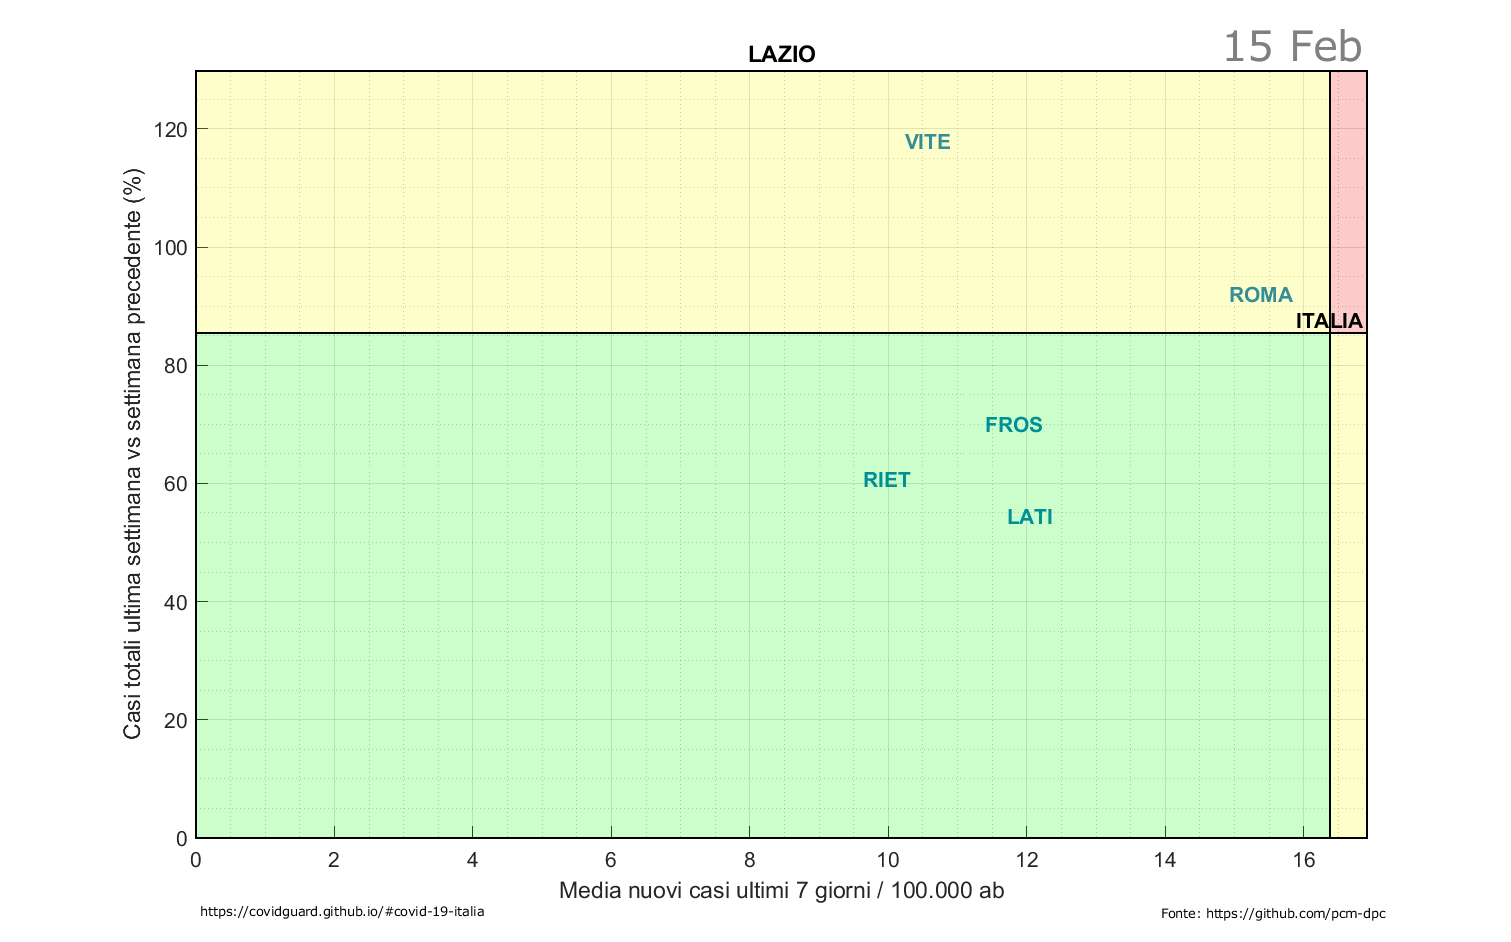 15 Feb
LAZIO
Casi totali ultima settimana vs settimana precedente (%)
120
100
80
60
40
20
0
VITE
ROMA
ITALIA
FROS
RIET
LATI
0 2 4 6 8 10 12 14 16
Media nuovi casi ultimi 7 giorni / 100.000 ab
https://covidguard.github.io/#covid-19-italia
Fonte: https://github.com/pcm-dpc